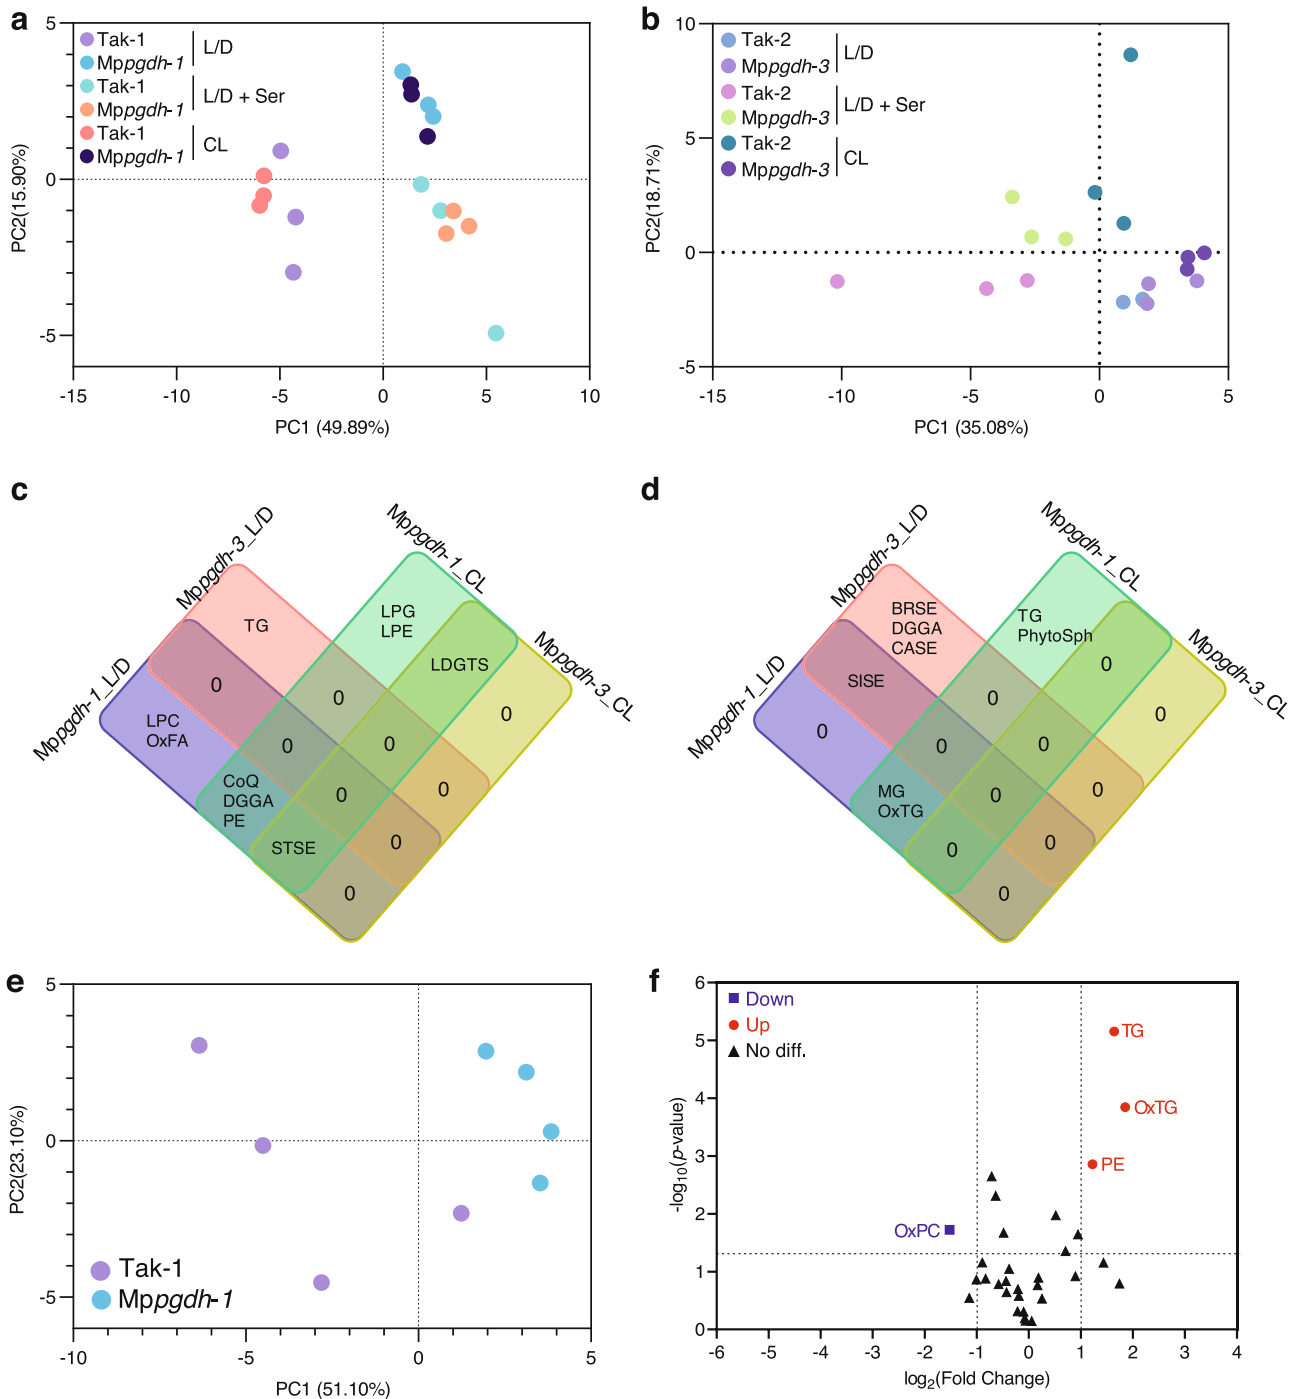 a
5
0
-5
PC2(15.90%)
Tak-1
Mppgdh-1
L/D
Tak-1
Mppgdh-1
L/D + Ser
Tak-1
Mppgdh-1
CL
-15
-10
-5
0
5
10
PC1 (49.89%)
b
10
5
0
-5
PC2(18.71%)
Tak-2
Mppgdh-3
L/D
Tak-2
Mppgdh-3
L/D + Ser
Tak-2
Mppgdh-3
CL
-15
-10
-5
0
5
PC1 (35.08%)
c
Mppgdh-1_L/D
Mppgdh-3_L/D
Mppgdh-1_CL
Mppgdh-3_CL
TG
LPG
LPE
LDGTS
0
0
0
LPC
OxFA
0
0
CoQ
DGGA
PE
0
0
STSE
0
0
d
Mppgdh-1_L/D
Mppgdh-3_L/D
Mppgdh-1_CL
Mppgdh-3_CL
BRSE
DGGA
CASE
TG
PhytoSph
0
SISE
0
0
0
0
0
MG
OxTG
0
0
0
0
0
e
5
0
-5
PC2(23.10%)
Tak-1
Mppgdh-1
-10
-5
0
5
PC1 (51.10%)
f
6
5
4
3
2
1
0
-log10(p-value)
Down
Up
No diff.
TG
OxTG
PE
OxPC
-6
-5
-4
-3
-2
-1
0
1
2
3
4
log2(Fold Change)